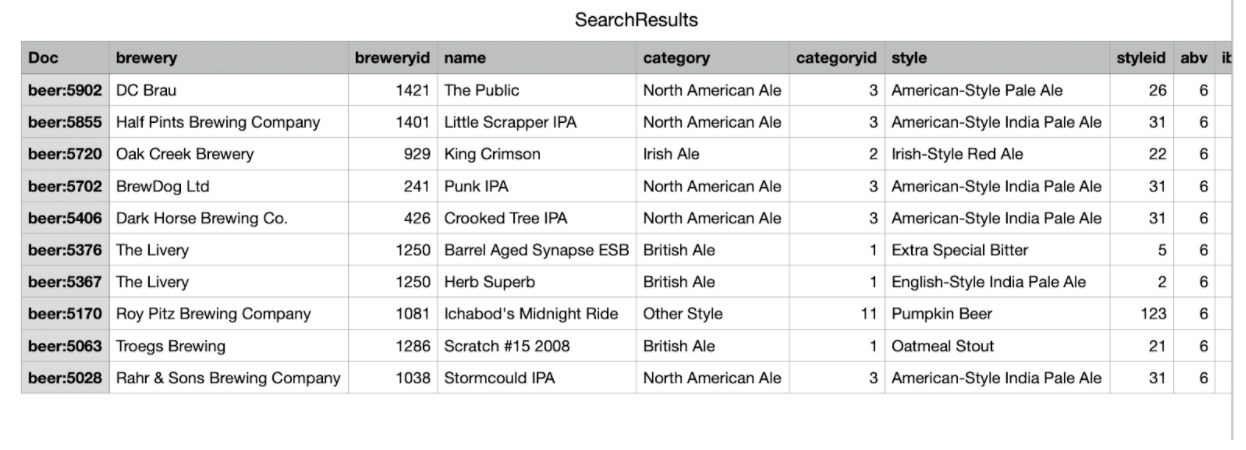 SearchResults
Doc brewery breweryid name category categoryid style styleid abv
beer:5902 DC Brau 1421 The Public North American Ale 3 American-Style Pale Ale 26 6
beer:5855 Half Pints Brewing Company 1401 Little Scrapper IPA North American Ale 3 American-Style India Pale Ale 31 6
beer:5720 Oak Creek Brewery 929 King Crimson Irish Ale 2 Irish-Style Red Ale 22 6
beer:5702 BrewDog Ltd 241 Punk IPA North American Ale 3 American-Style India Pale Ale 31 6
beer:5406 Dark Horse Brewing Co. 426 Crooked Tree IPA North American Ale 3 American-Style India Pale Ale 31 6
beer:5376 The Livery 1250 Barrel Aged Synapse ESB British Ale 1 Extra Special Bitter 5 6
beer:5367 The Livery 1250 Herb Superb British Ale 1 English-Style India Pale Ale 2 6
beer:5170 Roy Pitz Brewing Company 1081 Ichabod's Midnight Ride Other Style 11 Pumpkin Beer 123 6
beer:5063 Troegs Brewing 1286 Scratch #15 2008 British Ale 1 Oatmeal Stout 21 6
beer:5028 Rahr & Sons Brewing Company 1038 Stormcould IPA North American Ale 3 American-Style India Pale Ale 31 6